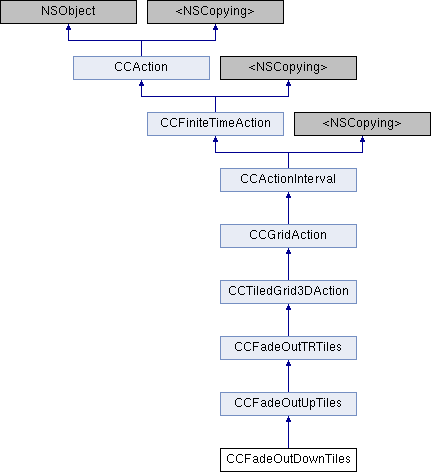 NSObject
<NSCopying>
CCAction
<NSCopying>
CCFiniteTimeAction
<NSCopying>
CCActionInterval
CCGridAction
CCTiledGrid3DAction
CCFadeOutTRTiles
CCFadeOutUpTiles
CCFadeOutDownTiles